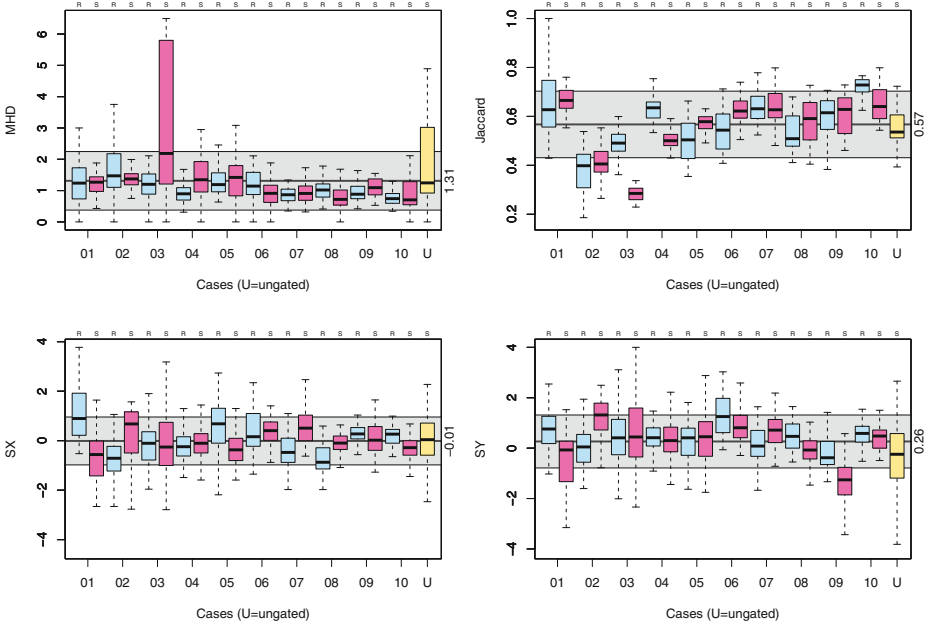 R S R S R S R S R S R S R S R S R S R S S
MHD
0 1 2 3 4 5 6
1.31
01 02 03 04 05 06 07 08 09 10 U
Cases (U=ungated)
R S R S R S R S R S R S R S R S R S R S S
Jaccard
0.2 0.4 0.6 0.8 1.0
0.57
01 02 03 04 05 06 07 08 09 10 U
Cases (U=ungated)
R S R S R S R S R S R S R S R S R S R S S
SX
−4 −2 0 2 4
−0.01
01 02 03 04 05 06 07 08 09 10 U
Cases (U=ungated)
R S R S R S R S R S R S R S R S R S R S S
SY
−4 −2 0 2 4
0.26
01 02 03 04 05 06 07 08 09 10 U
Cases (U=ungated)